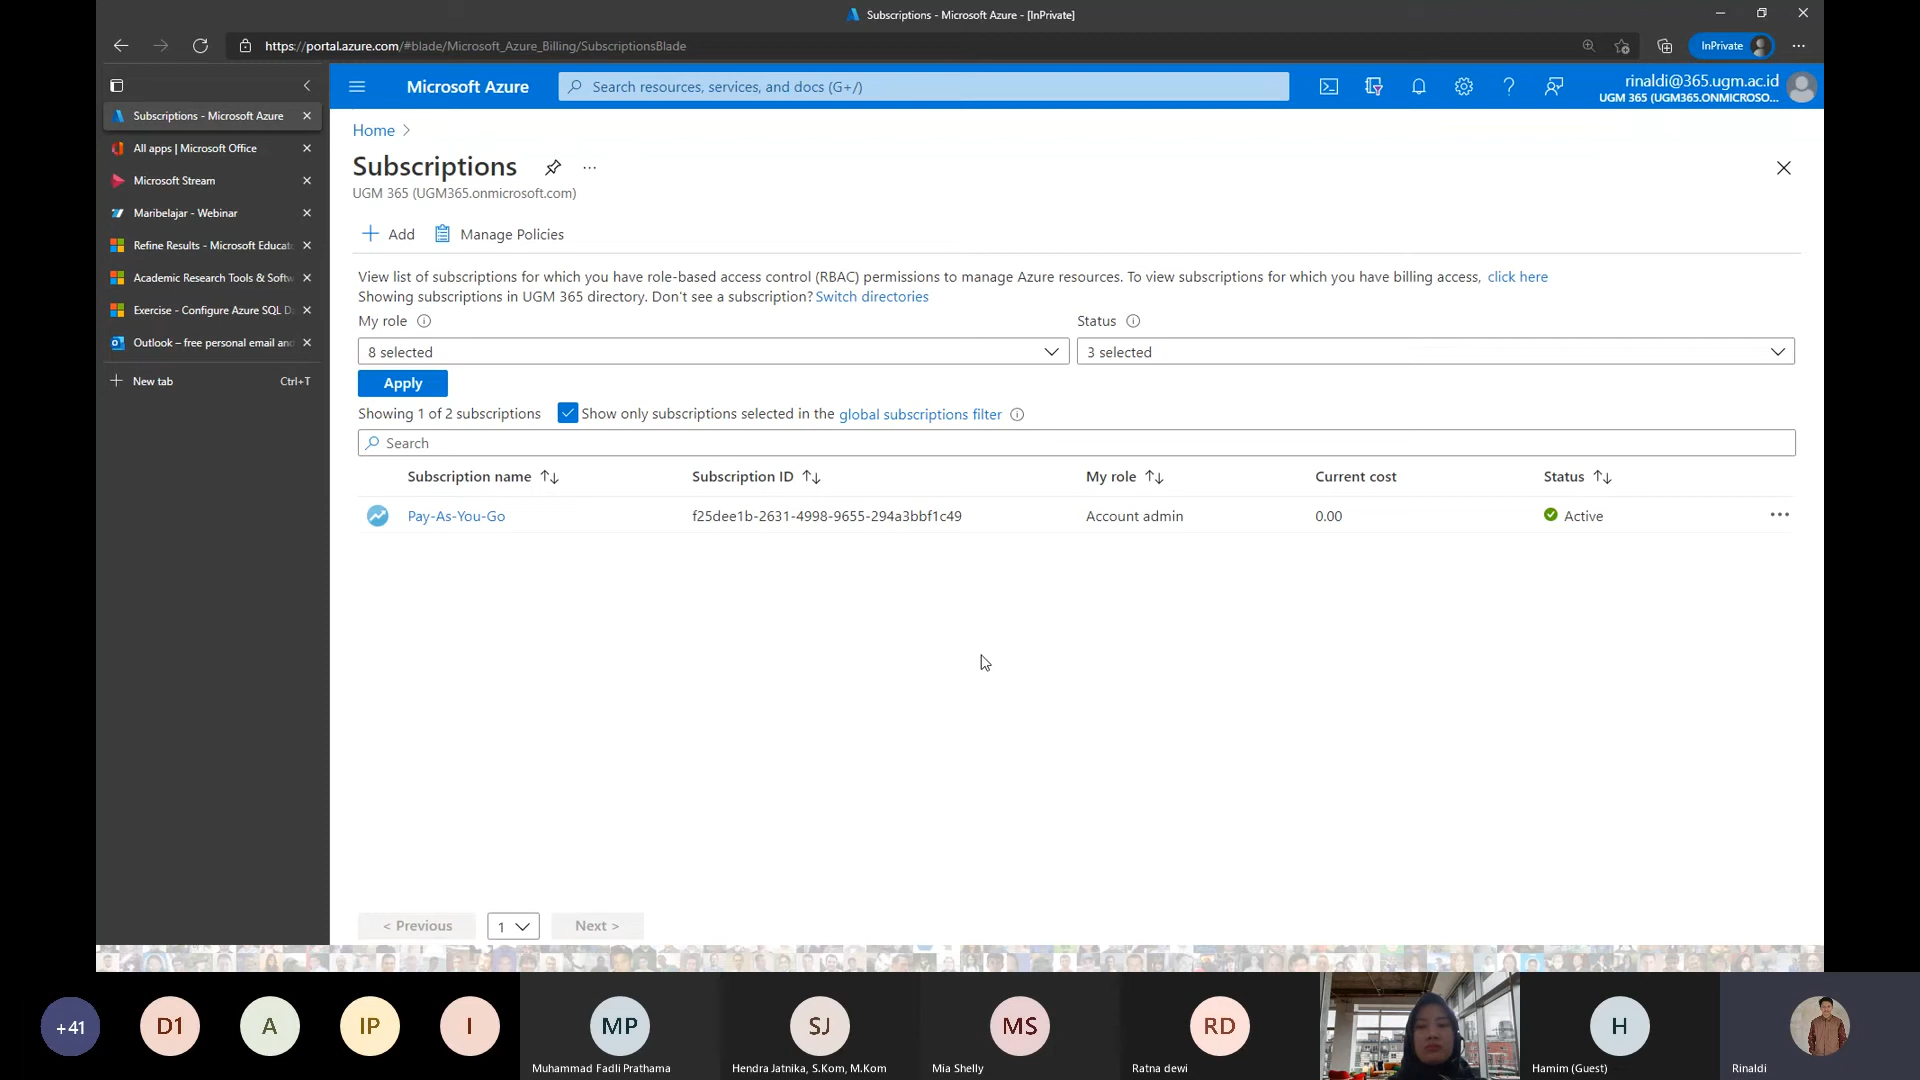 Subscriptions - Microsoft Azure - [InPrivate]
https://portal.azure.com/#blade/Microsoft_Azure_Billing/SubscriptionsBlade
InPrivate
Subscriptions - Microsoft Azure
All apps | Microsoft Office
Microsoft Stream
Maribelajar - Webinar
Refine Results - Microsoft Educat
Academic Research Tools & Softw
Exercise - Configure Azure SQL D
Outlook – free personal email and
New tab
Ctrl+T
Microsoft Azure
Search resources, services, and docs (G+/)
rinaldi@365.ugm.ac.id
UGM 365 (UGM365.ONMICROSO...
Home
Subscriptions
UGM 365 (UGM365.onmicrosoft.com)
Add
Manage Policies
View list of subscriptions for which you have role-based access control (RBAC) permissions to manage Azure resources. To view subscriptions for which you have billing access, click here
Showing subscriptions in UGM 365 directory. Don't see a subscription? Switch directories
My role
Status
8 selected
3 selected
Apply
Showing 1 of 2 subscriptions
Show only subscriptions selected in the global subscriptions filter
Search
Subscription name
Subscription ID
My role
Current cost
Status
Pay-As-You-Go
f25dee1b-2631-4998-9655-294a3bbf1c49
Account admin
0.00
Active
< Previous
1
Next >
+41
D1
A
IP
I
MP
SJ
MS
RD
H
Muhammad Fadli Prathama
Hendra Jatnika, S.Kom, M.Kom
Mia Shelly
Ratna dewi
Hamim (Guest)
Rinaldi